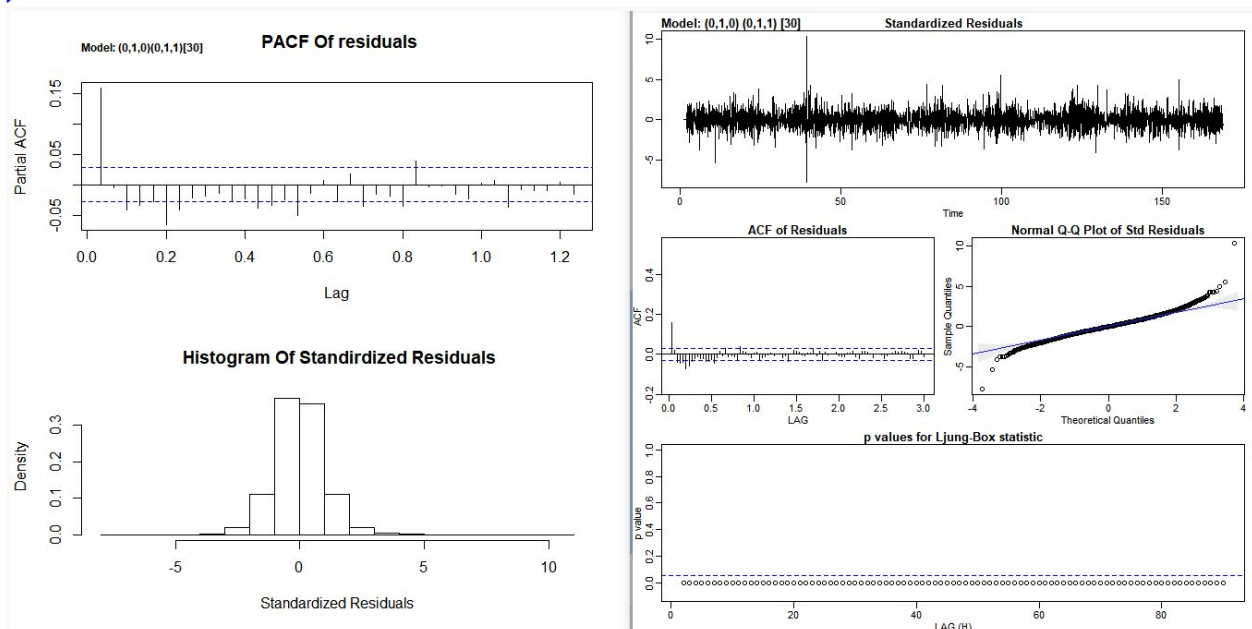 PACF Of residuals
Model: (0,1,0)(0,1,1)[30]
Partial ACF
0.15
0.05
-0.05
0.0 0.2 0.4 0.6 0.8 1.0 1.2
Lag
Histogram Of Standirdized Residuals
Density
0.3
0.2
0.1
0.0
-5 0 5 10
Standardized Residuals
Model: (0,1,0) (0,1,1) [30] Standardized Residuals
10
5
0
-5
0 50 100 150
Time
ACF of Residuals
ACF
0.4
0.2
0.0
-0.2
0.0 0.5 1.0 1.5 2.0 2.5 3.0
LAG
Normal Q-Q Plot of Std Residuals
Sample Quantiles
10
5
0
-5
-4 -2 0 2 4
Theoretical Quantiles
p values for Ljung-Box statistic
p value
1.0
0.8
0.6
0.4
0.2
0.0
0 20 40 60 80
LAG (H)